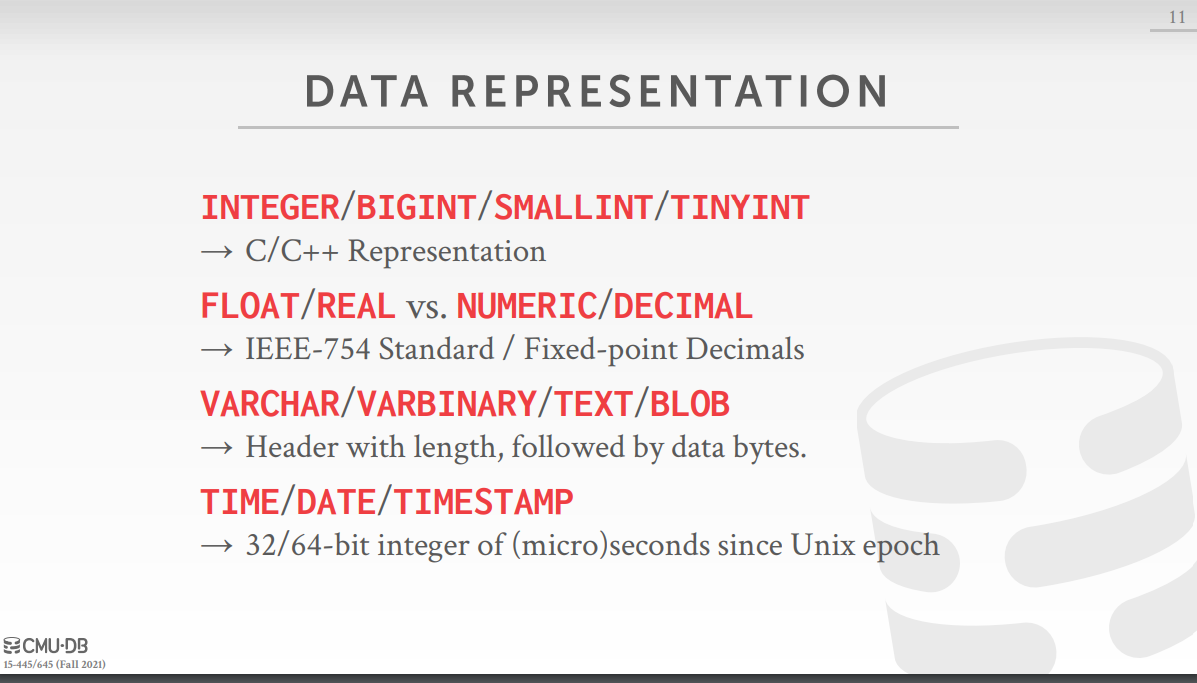 11
DATA REPRESENTATION
INTEGER/BIGINT/SMALLINT/TINYINT
→ C/C++ Representation
FLOAT/REAL vs. NUMERIC/DECIMAL
→ IEEE-754 Standard / Fixed-point Decimals
VARCHAR/VARBINARY/TEXT/BLOB
→ Header with length, followed by data bytes.
TIME/DATE/TIMESTAMP
→ 32/64-bit integer of (micro)seconds since Unix epoch
CMU·DB
15-445/645 (Fall 2021)